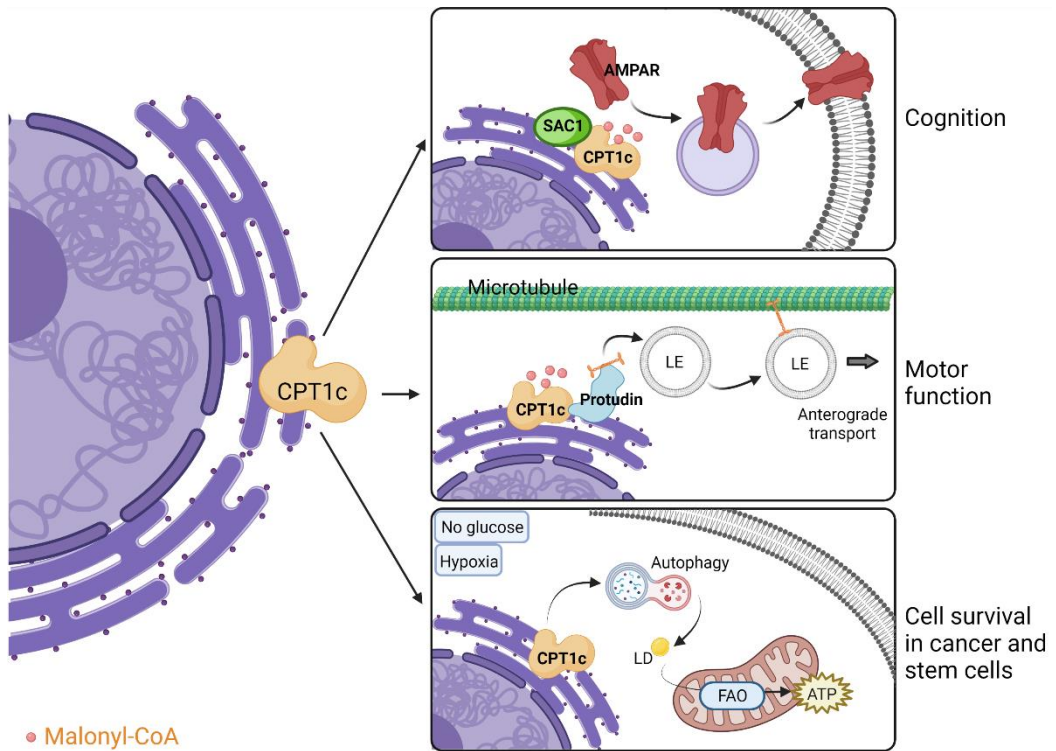 CPT1c
AMPAR
SAC1
CPT1c
Cognition
Microtubule
LE
LE
CPT1c
Protudin
Anterograde
transport
Motor
function
No glucose
Hypoxia
Autophagy
CPT1c
LD
FAO
ATP
Cell survival
in cancer and
stem cells
Malonyl-CoA